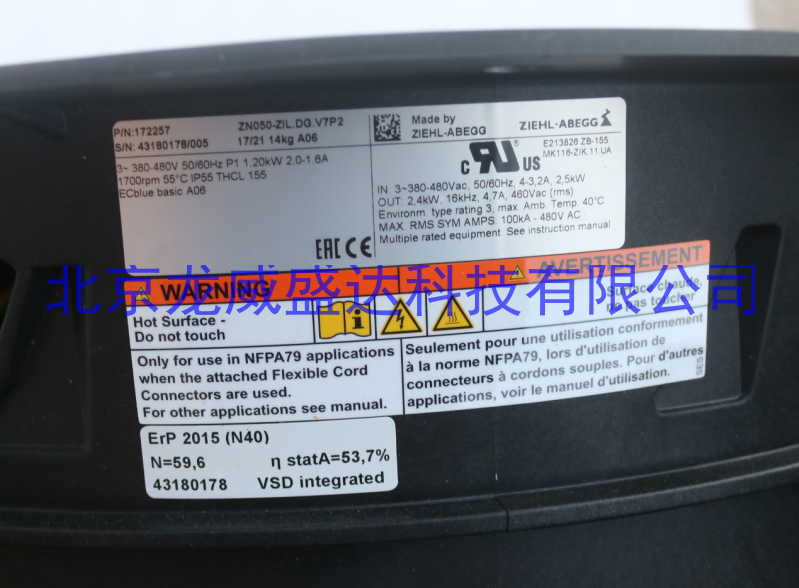 P/N:172257
ZN050-ZIL.DG.V7P2
S/N: 43180178/005
17/21 14kg A06
3~ 380-480V 50/60Hz P1 1,20kW 2,0-1,6A
1700rpm 55°C IP55 THCL 155
ECblue basic A06
EAC CE
Made by
ZIEHL-ABEGG
ZIEHL-ABEGG
c RU US
E213826 ZB-155
MK116-ZIK.11.UA
IN: 3~380-480Vac, 50/60Hz, 4-3,2A, 2,5kW
OUT: 2,4kW, 16kHz, 4,7A, 460Vac (rms)
Environm. type rating 3, max. Amb. Temp. 40°C
MAX. RMS SYM AMPS. 100kA - 480V AC
Multiple rated equipment. See instruction manual
WARNING
AVERTISSEMENT
北京龙威盛达科技有限公司
Hot Surface -
Do not touch
Surface chaude,
ne pas toucher
Only for use in NFPA79 applications
when the attached Flexible Cord
Connectors are used.
For other applications see manual.
Seulement pour une utilisation conformement
à la norme NFPA79, lors d'utilisation de
connecteurs à cordons souples. Pour d'autres
applications, voir le manuel d'utilisation.
SES
ErP 2015 (N40)
N=59,6 η statA=53,7%
43180178 VSD integrated